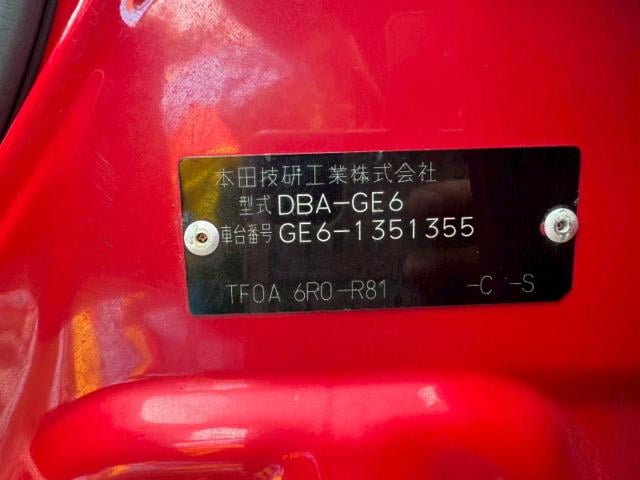 本田技研工業株式会社
型式 DBA-GE6
車台番号 GE6-1351355
TF0A 6R0-R81 -C -S